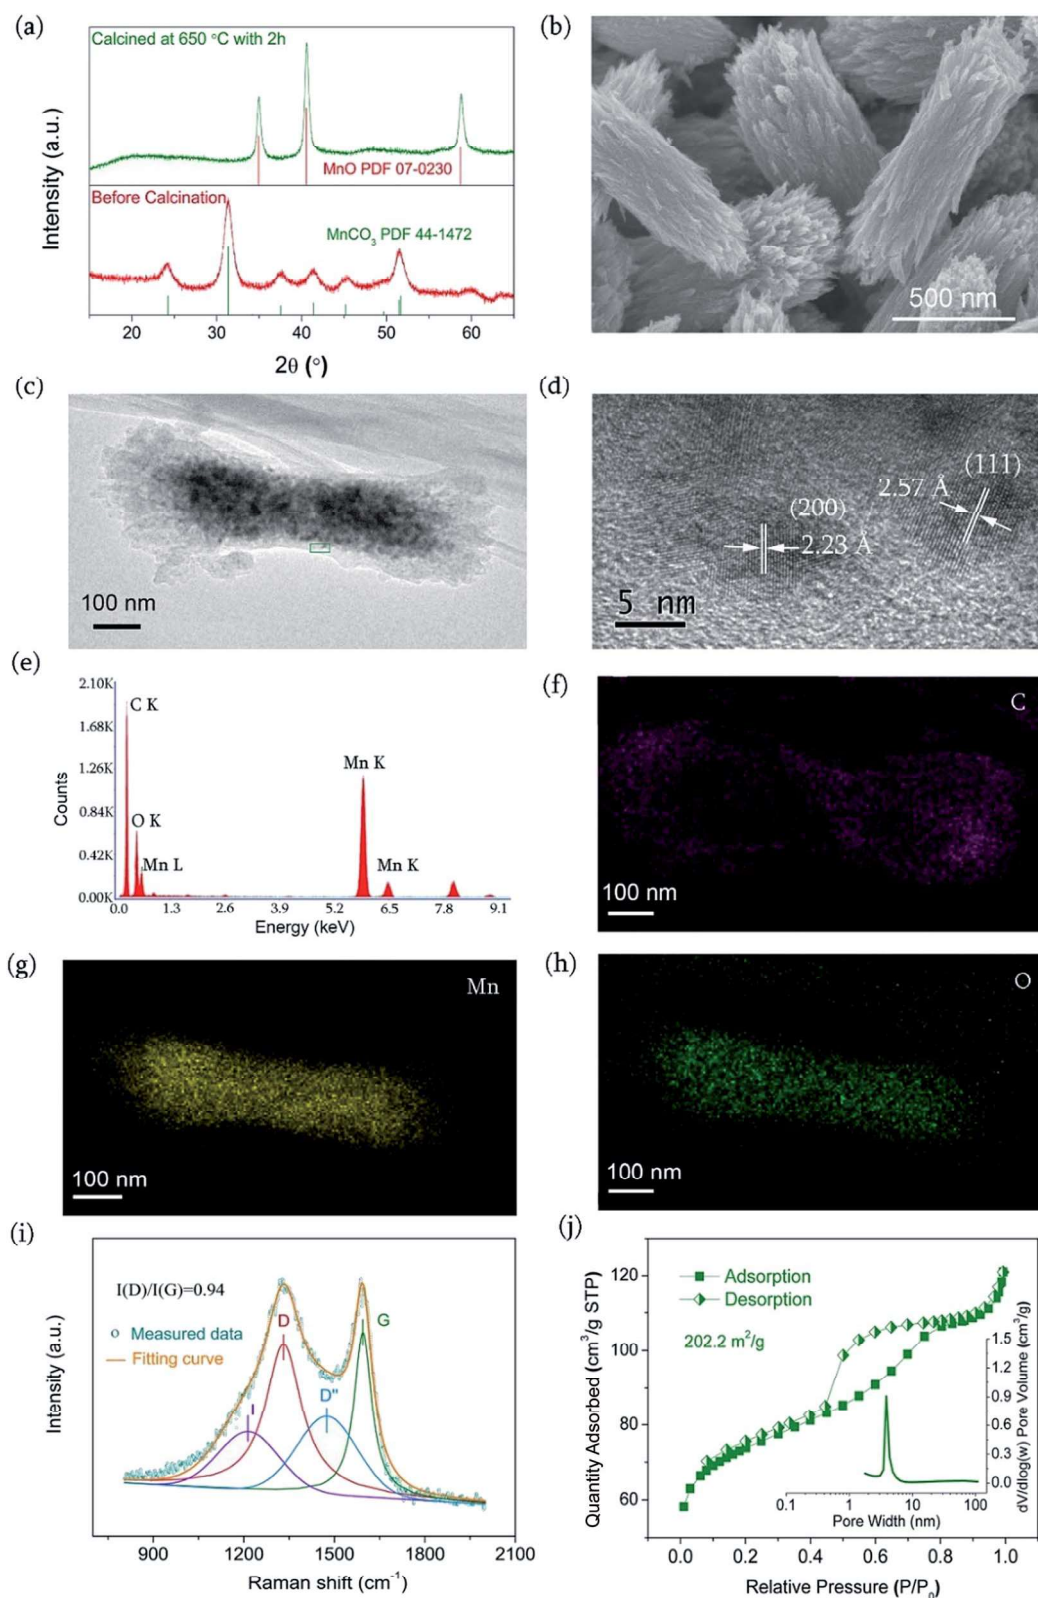 (a)
Calcined at 650 °C with 2h
MnO PDF 07-0230
Before Calcination
MnCO₃ PDF 44-1472
Intensity (a.u.)
20 30 40 50 60
2θ (°)
(b)
500 nm
(c)
100 nm
(d)
(111)
2.57 Å
(200)
2.23 Å
5 nm
(e)
2.10K
1.68K
1.26K
0.84K
0.42K
0.00K
Counts
C K
O K
Mn L
Mn K
Mn K
0.0 1.3 2.6 3.9 5.2 6.5 7.8 9.1
Energy (keV)
(f)
C
100 nm
(g)
Mn
100 nm
(h)
O
100 nm
(i)
I(D)/I(G)=0.94
o Measured data
Fitting curve
D
G
D"
I
Intensity (a.u.)
900 1200 1500 1800 2100
Raman shift (cm⁻¹)
(j)
120
100
80
60
Quantity Adsorbed (cm³/g STP)
Adsorption
Desorption
202.2 m²/g
1.5
1.2
0.9
0.6
0.3
0.0
dV/dlog(w) Pore Volume (cm³/g)
0.1 1 10 100
Pore Width (nm)
0.0 0.2 0.4 0.6 0.8 1.0
Relative Pressure (P/P₀)